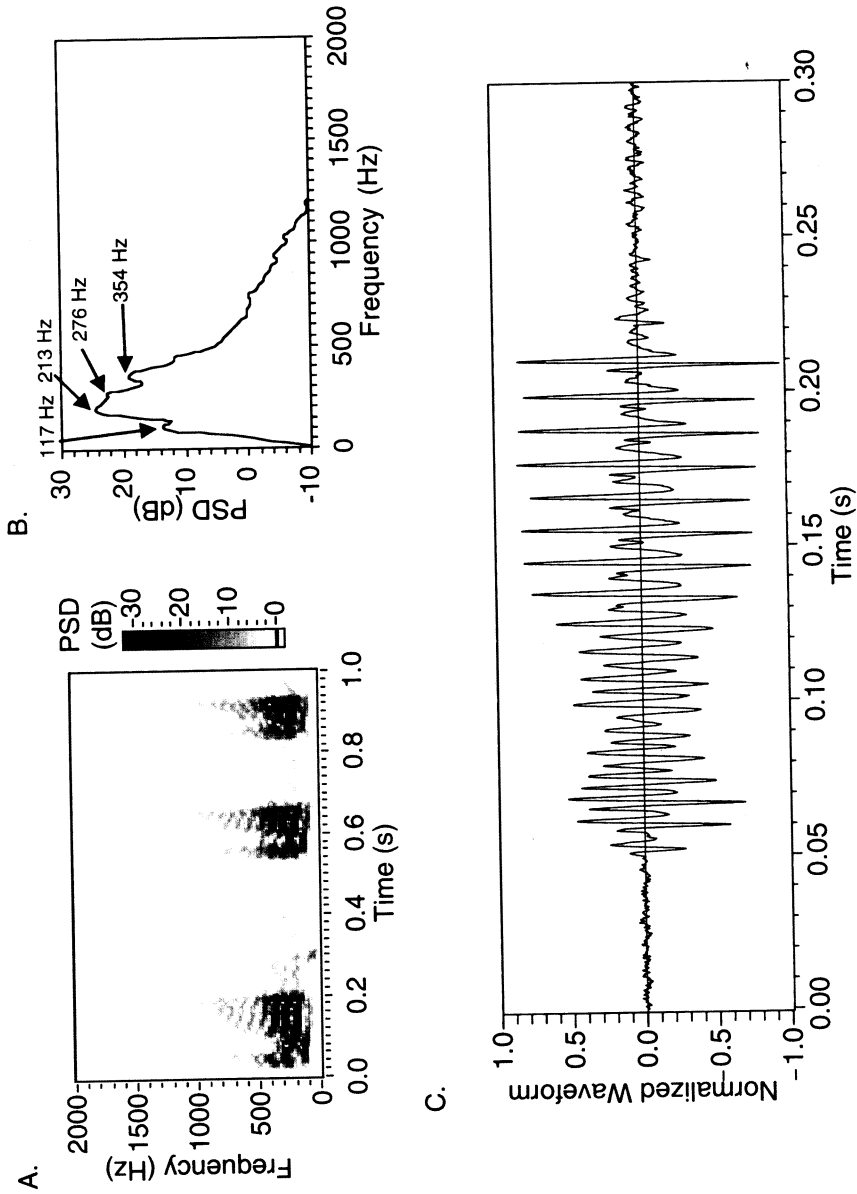 A.
Frequency (Hz)
2000
1500
1000
500
0
0.0 0.2 0.4 0.6 0.8 1.0
Time (s)
PSD
(dB)
30
20
10
0
B.
PSD (dB)
30
20
10
0
-10
117 Hz
213 Hz
276 Hz
354 Hz
0 500 1000 1500 2000
Frequency (Hz)
C.
Normalized Waveform
1.0
0.5
0.0
-0.5
-1.0
0.00 0.05 0.10 0.15 0.20 0.25 0.30
Time (s)